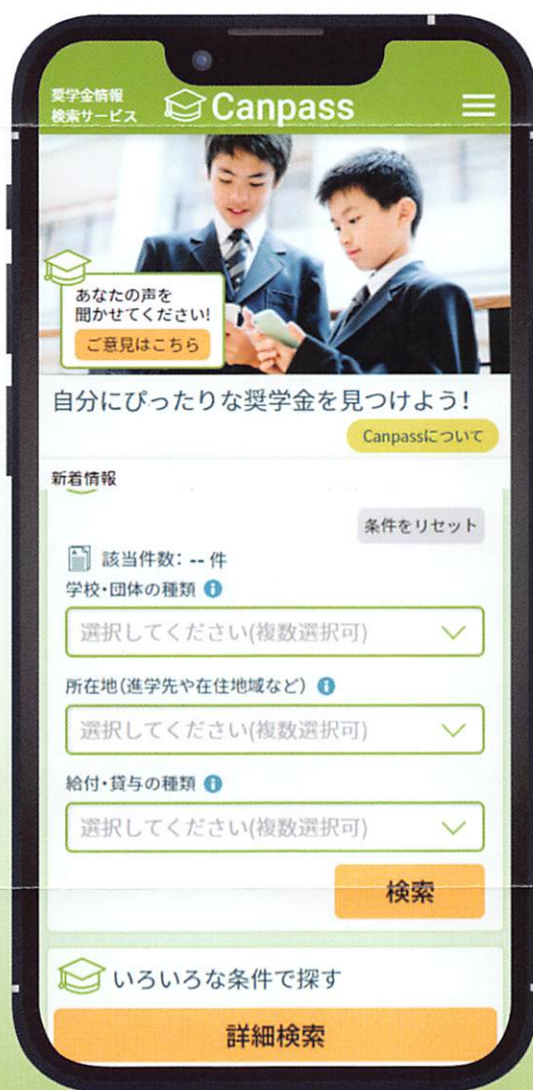 奨学金情報
検索サービス
Canpass
あなたの声を
聞かせてください!
ご意見はこちら
自分にぴったりな奨学金を見つけよう!
Canpassについて
新着情報
条件をリセット
該当件数: -- 件
学校・団体の種類
選択してください(複数選択可)
所在地(進学先や在住地域など)
選択してください(複数選択可)
給付・貸与の種類
選択してください(複数選択可)
検索
いろいろな条件で探す
詳細検索